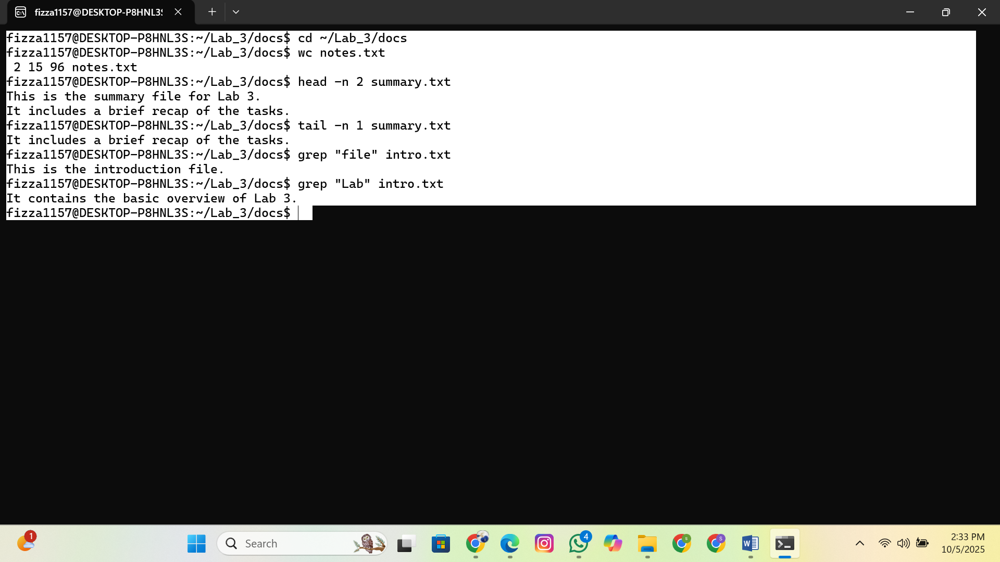 fizza1157@DESKTOP-P8HNL3S
fizza1157@DESKTOP-P8HNL3S:~/Lab_3/docs$ cd ~/Lab_3/docs
fizza1157@DESKTOP-P8HNL3S:~/Lab_3/docs$ wc notes.txt
 2 15 96 notes.txt
fizza1157@DESKTOP-P8HNL3S:~/Lab_3/docs$ head -n 2 summary.txt
This is the summary file for Lab 3.
It includes a brief recap of the tasks.
fizza1157@DESKTOP-P8HNL3S:~/Lab_3/docs$ tail -n 1 summary.txt
It includes a brief recap of the tasks.
fizza1157@DESKTOP-P8HNL3S:~/Lab_3/docs$ grep "file" intro.txt
This is the introduction file.
fizza1157@DESKTOP-P8HNL3S:~/Lab_3/docs$ grep "Lab" intro.txt
It contains the basic overview of Lab 3.
fizza1157@DESKTOP-P8HNL3S:~/Lab_3/docs$
1
Search
4
S
S
W
2:33 PM
10/5/2025